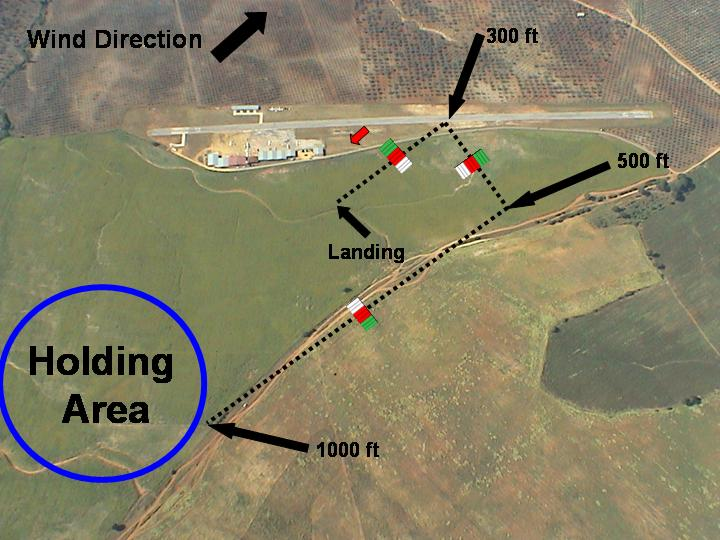 Wind Direction
300 ft
500 ft
Landing
Holding
Area
1000 ft